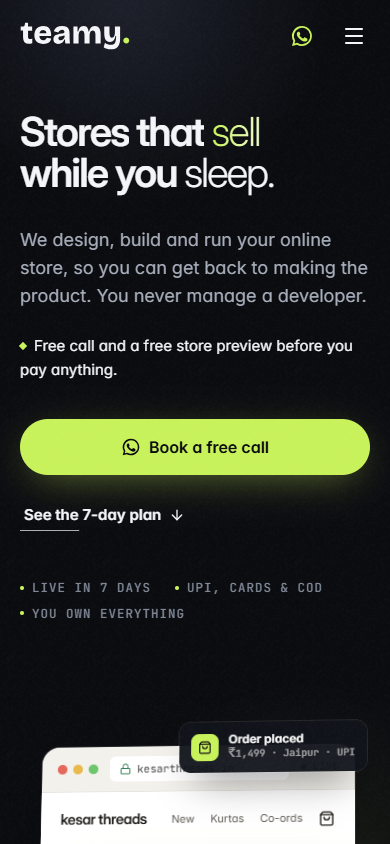 teamy.
Stores that sell
while you sleep.
We design, build and run your online
store, so you can get back to making the
product. You never manage a developer.
Free call and a free store preview before you
pay anything.
Book a free call
See the 7-day plan ↓
LIVE IN 7 DAYS • UPI, CARDS & COD
YOU OWN EVERYTHING
Order placed
₹1,499 · Jaipur · UPI
kesar threads New Kurtas Co-ords